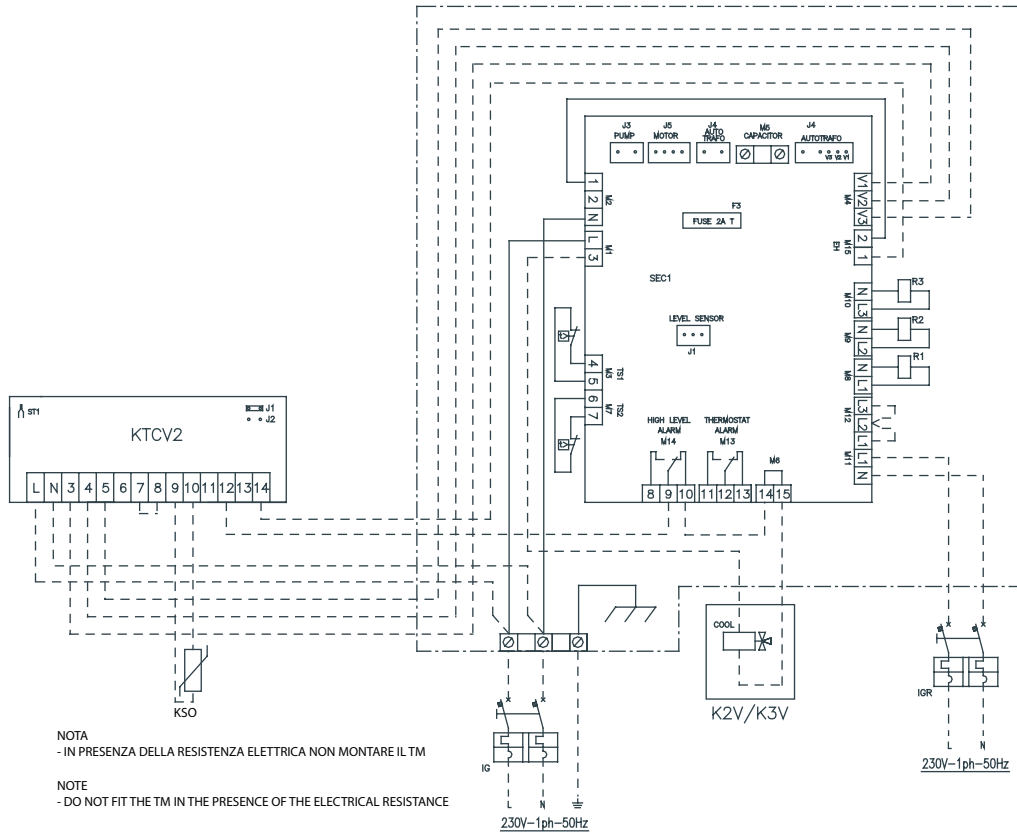 J3
PUMP
J5
MOTOR
J4
AUTO
TRAFO
M5
CAPACITOR
J4
AUTOTRAFO
V3 V2 V1
1
2
N
M2
L
3
M1
F3
FUSE 2A T
V1
V2
V3
M4
2
1
M15
EH
SEC1
N
L3
M10
R3
N
L2
M9
R2
N
L1
M8
R1
LEVEL SENSOR
J1
4
5
M3
TS1
6
7
M7
TS2
L3
L2
L1
M12
L1
N
M11
HIGH LEVEL
ALARM
M14
THERMOSTAT
ALARM
M13
M6
8 9 10 11 12 13 14 15
ST1
J1
J2
KTCV2
L N 3 4 5 6 7 8 9 10 11 12 13 14
COOL
K2V/K3V
KSO
IGR
L N
230V-1ph-50Hz
IG
L N
230V-1ph-50Hz
NOTA
- IN PRESENZA DELLA RESISTENZA ELETTRICA NON MONTARE IL TM
NOTE
- DO NOT FIT THE TM IN THE PRESENCE OF THE ELECTRICAL RESISTANCE